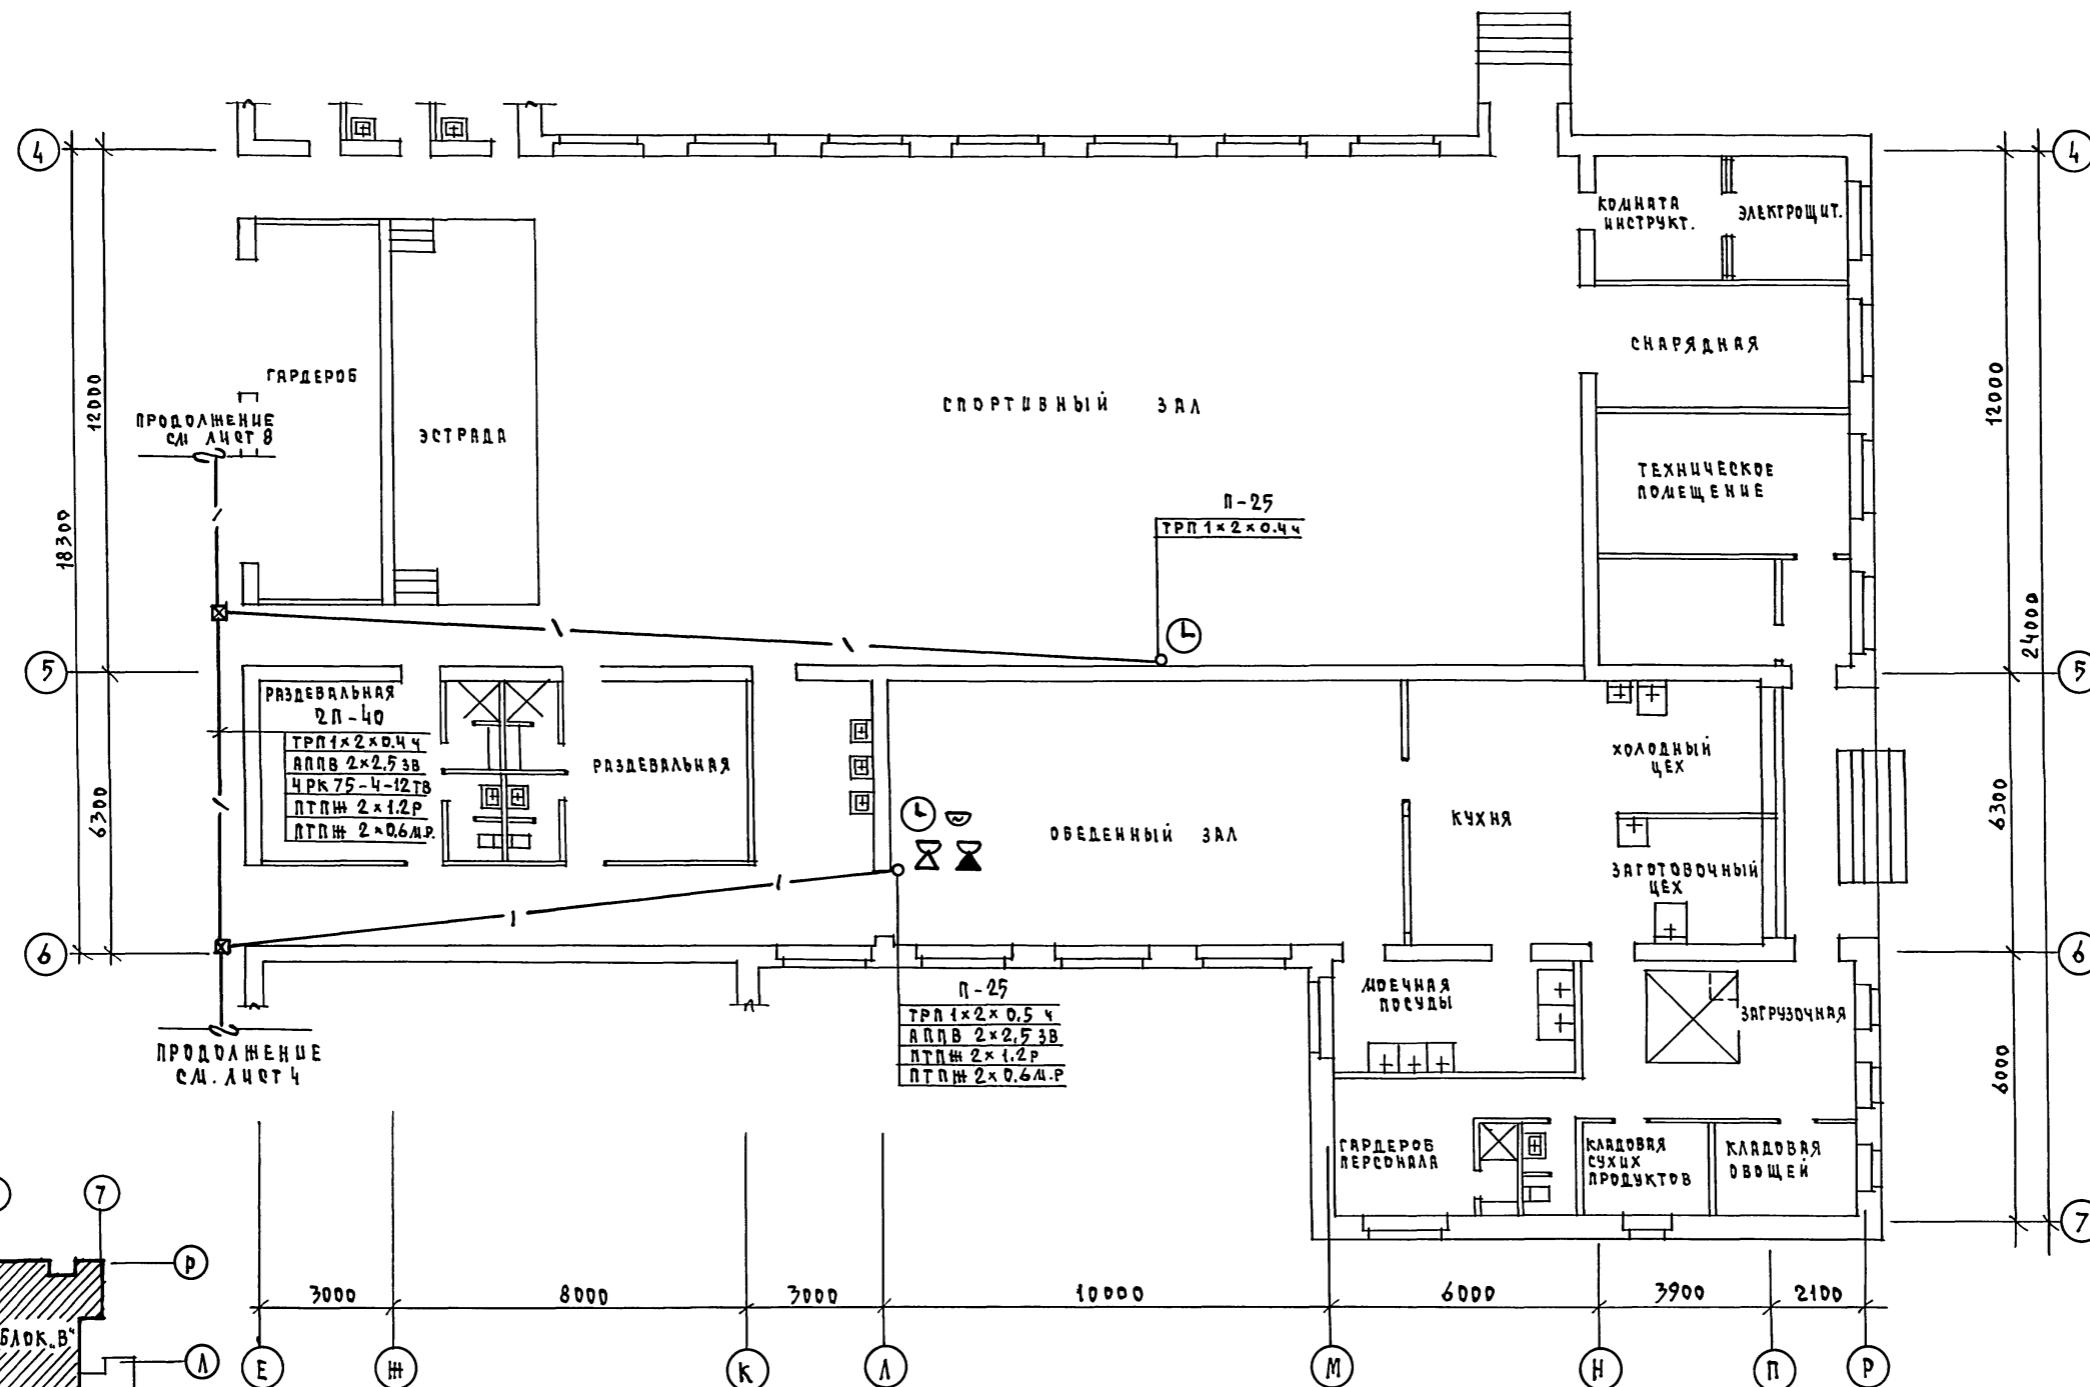 4
4
КОМНАТА
ИНСТРУКТ.
ЭЛЕКТРОЩИТ.
СНАРЯДНАЯ
ГАРДЕРОБ
ЭСТРАДА
СПОРТИВНЫЙ ЗАЛ
ПРОДОЛЖЕНИЕ
СМ ЛИСТ 8
12000
18300
12000
24000
ТЕХНИЧЕСКОЕ
ПОМЕЩЕНИЕ
П-25
ТРП 1×2×0.4 ч
5
5
РАЗДЕВАЛЬНАЯ
2П-40
ТРП 1×2×0.4 ч
АППВ 2×2,5 ЗВ
ЧРК 75-4-12 ТВ
ПТПЖ 2×1.2 Р
ПТПЖ 2×0.6 М.Р.
РАЗДЕВАЛЬНАЯ
ОБЕДЕННЫЙ ЗАЛ
КУХНЯ
ХОЛОДНЫЙ
ЦЕХ
ЗАГОТОВОЧНЫЙ
ЦЕХ
6300
6300
6
6
П-25
ТРП 1×2×0,5 ч
АППВ 2×2,5 ЗВ
ПТПЖ 2×1.2 Р
ПТПЖ 2×0.6 М.Р
ПРОДОЛЖЕНИЕ
СМ. ЛИСТ 4
МОЕЧНАЯ
ПОСУДЫ
ЗАГРУЗОЧНАЯ
6000
ГАРДЕРОБ
ПЕРСОНАЛА
КЛАДОВАЯ
СУХИХ
ПРОДУКТОВ
КЛАДОВАЯ
ОВОЩЕЙ
7
7
Р
БЛОК „В"
Л
3000 8000 3000 10000 6000 3900 2100
Е Ж К Л М Н П Р